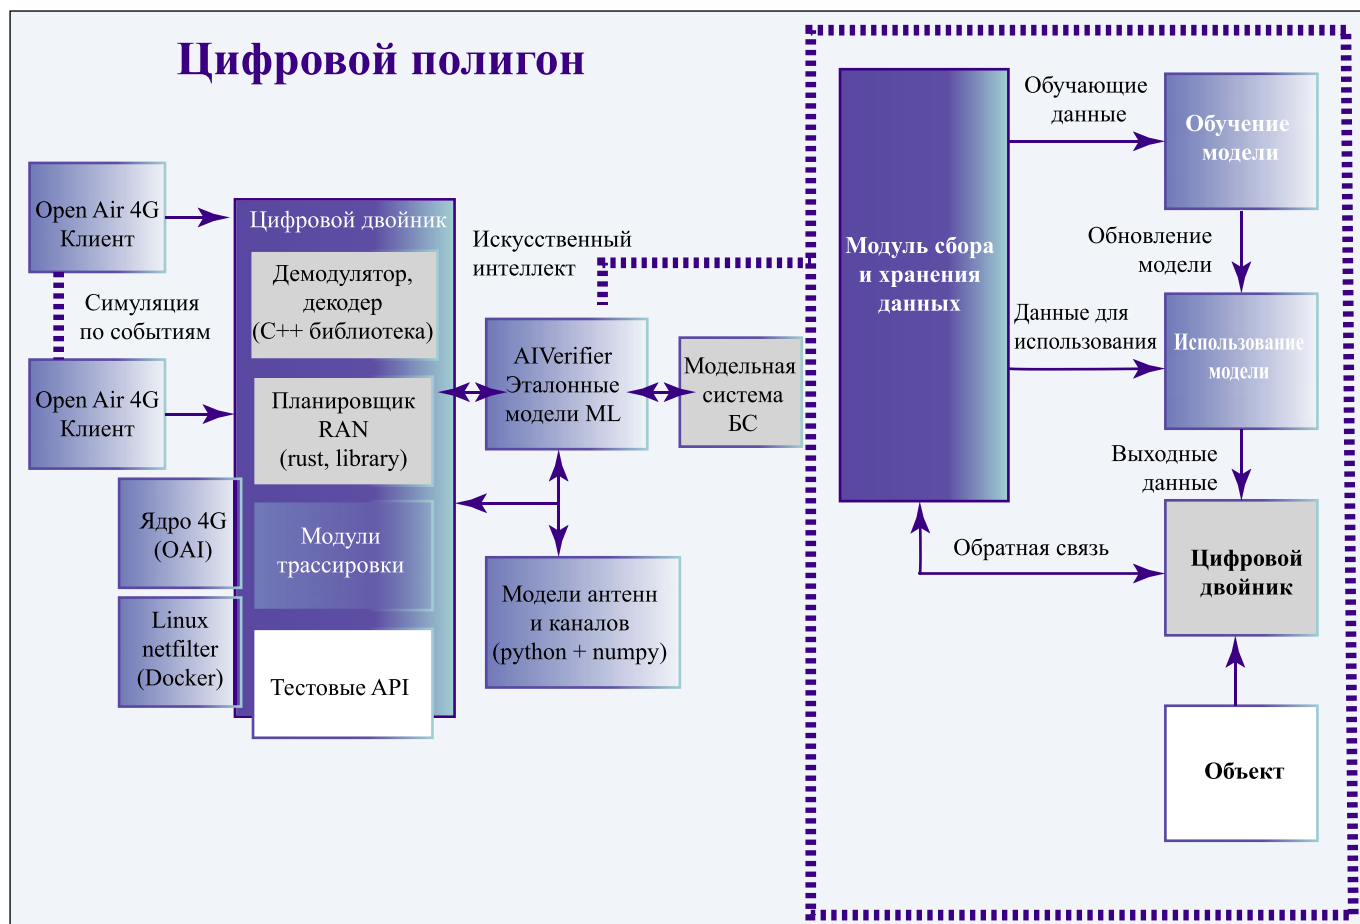 Цифровой полигон
Open Air 4G
Клиент
Симуляция
по событиям
Open Air 4G
Клиент
Ядро 4G
(OAI)
Linux
netfilter
(Docker)
Цифровой двойник
Демодулятор,
декодер
(C++ библиотека)
Планировщик
RAN
(rust, library)
Модули
трассировки
Тестовые API
Искусственный
интеллект
AIVerifier
Эталонные
модели ML
Модельная
система
БС
Модели антенн
и каналов
(python + numpy)
Модуль сбора
и хранения
данных
Обучающие
данные
Обучение
модели
Обновление
модели
Данные для
использования
Использование
модели
Выходные
данные
Обратная связь
Цифровой
двойник
Объект